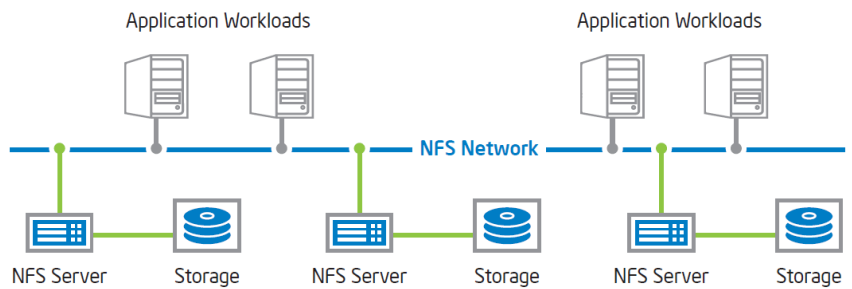 Application Workloads
Application Workloads
NFS Network
NFS Server
Storage
NFS Server
Storage
NFS Server
Storage